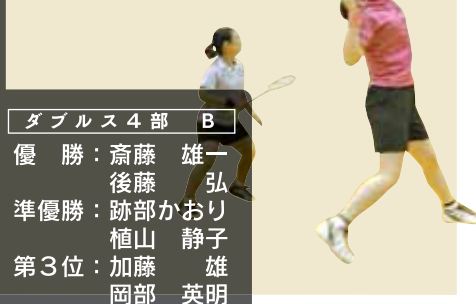 ダブルス４部　Ｂ
優　勝：斎藤　雄一
後藤　　弘
準優勝：跡部かおり
植山　静子
第３位：加藤　　雄
岡部　英明